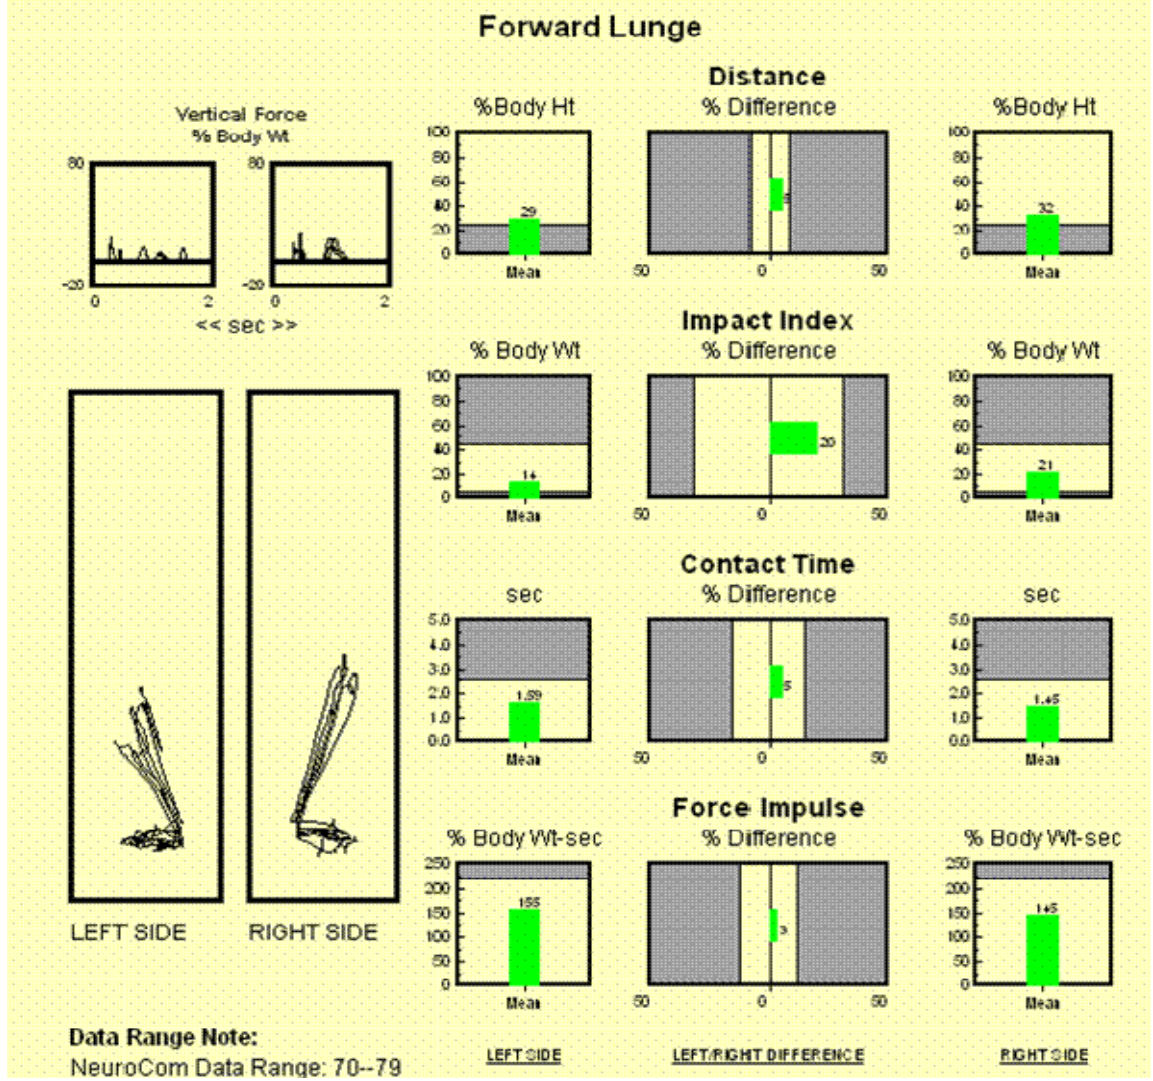 Forward Lunge
Vertical Force
% Body Wt
80
-20
0 2
80
-20
0 2
<< sec >>
LEFT SIDE
RIGHT SIDE
Distance
%Body Ht
% Difference
%Body Ht
100
80
60
40
20
0
29
Mean
5
50 0 50
100
80
60
40
20
0
32
Mean
Impact Index
% Body Wt
% Difference
% Body Wt
100
80
60
40
20
0
14
Mean
20
50 0 50
100
80
60
40
20
0
21
Mean
Contact Time
sec
% Difference
sec
5.0
4.0
3.0
2.0
1.0
0.0
1.59
Mean
5
50 0 50
5.0
4.0
3.0
2.0
1.0
0.0
1.45
Mean
Force Impulse
% Body Wt-sec
% Difference
% Body Wt-sec
250
200
150
100
50
0
155
Mean
3
50 0 50
250
200
150
100
50
0
145
Mean
Data Range Note:
NeuroCom Data Range: 70--79
LEFT SIDE
LEFT/RIGHT DIFFERENCE
RIGHT SIDE